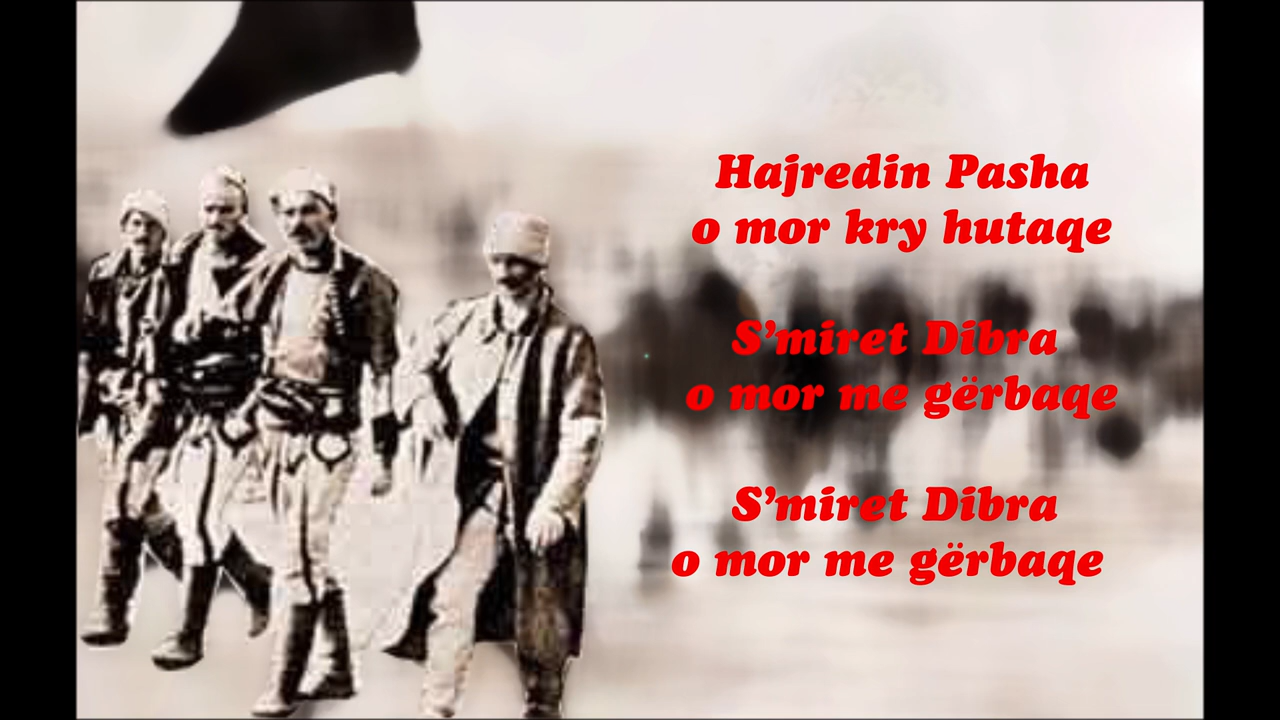 Hajredin Pasha
o mor kry hutaqe
S’miret Dibra
o mor me gërbaqe
S’miret Dibra
o mor me gërbaqe